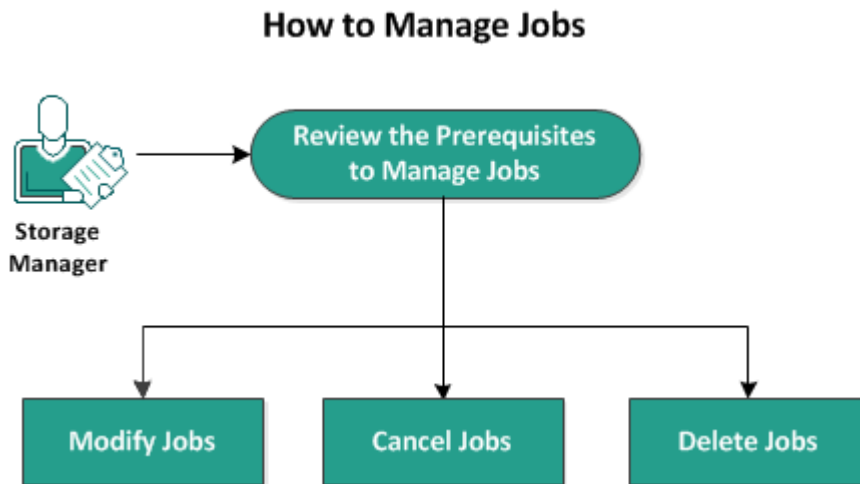 How to Manage Jobs
Review the Prerequisites
to Manage Jobs
Storage
Manager
Modify Jobs
Cancel Jobs
Delete Jobs